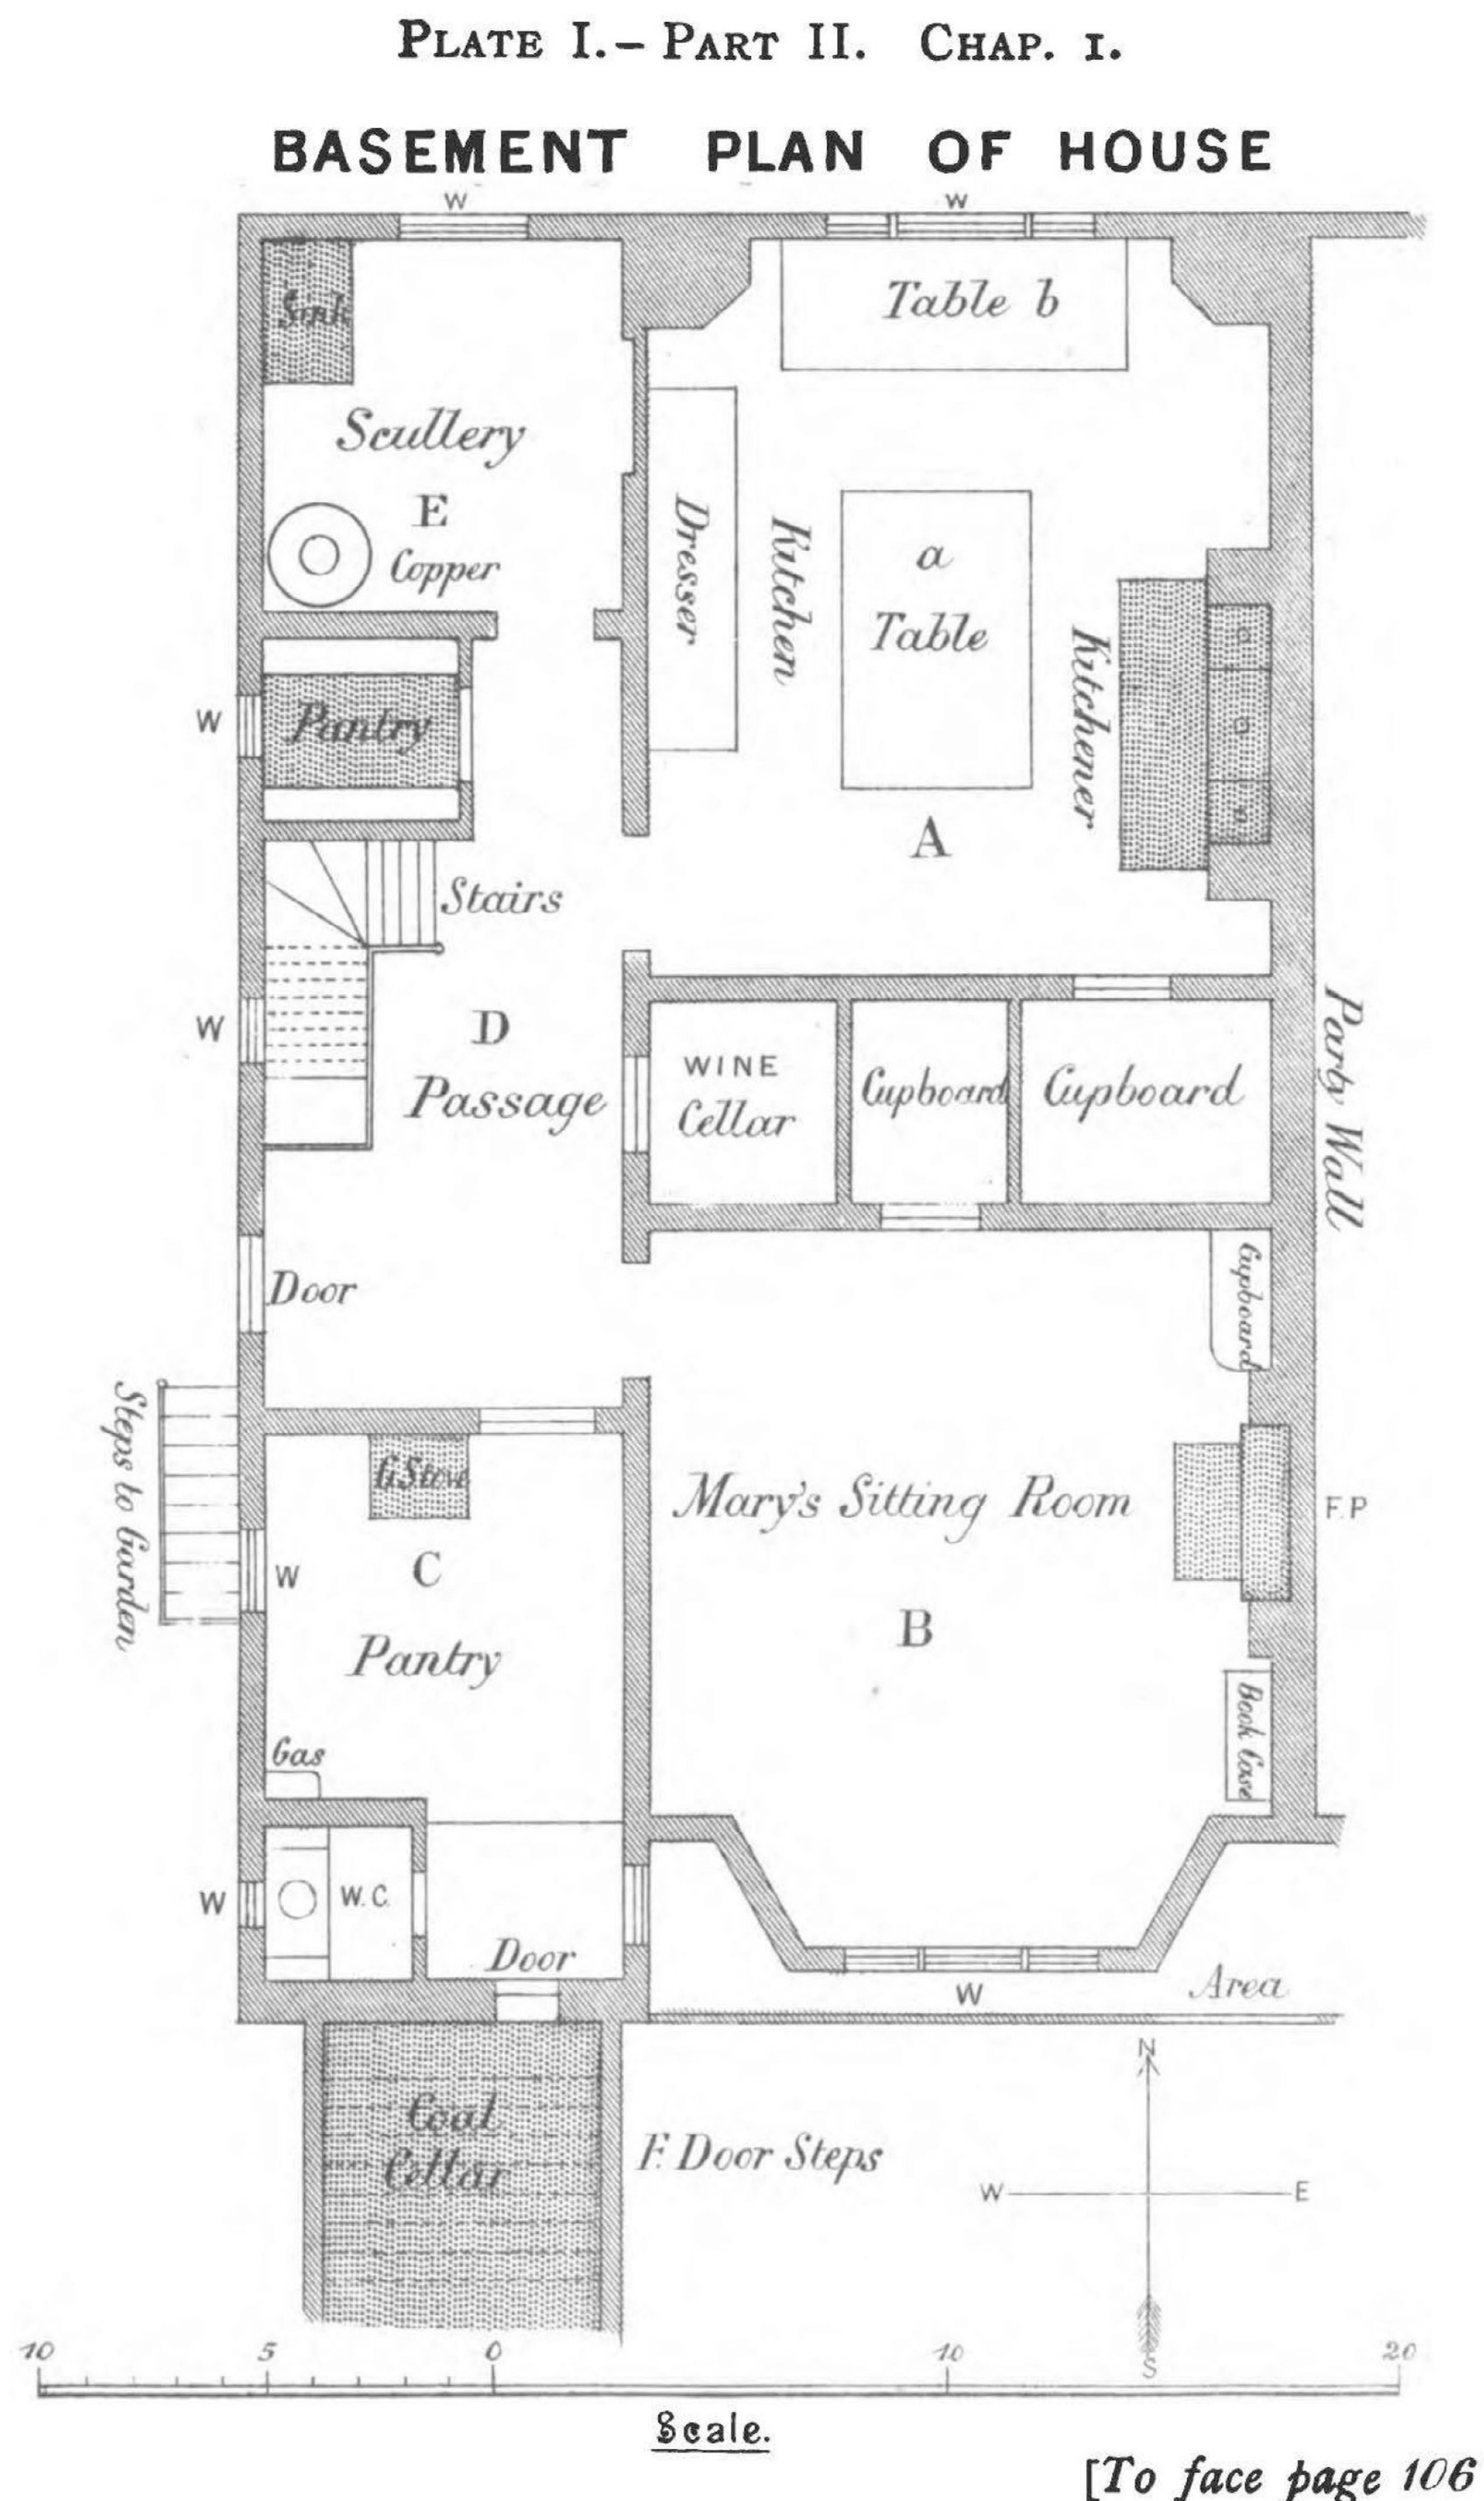 PLATE I.– PART II. CHAP. I.
BASEMENT PLAN OF HOUSE
W
W
Sink
Table b
Scullery
E
Copper
Dresser
Kitchen
a
Table
Kitchener
A
W
Pantry
Stairs
W
D
Passage
WINE
Cellar
Cupboard
Cupboard
Party Wall
Door
Cupboard
Steps to Garden
G.Stove
Mary's Sitting Room
F.P
W
C
B
Pantry
Book Case
Gas
W
W.C.
Door
W
Area
Coal
Cellar
F. Door Steps
N
W
E
S
10 5 0 10 20
Scale.
[To face page 106